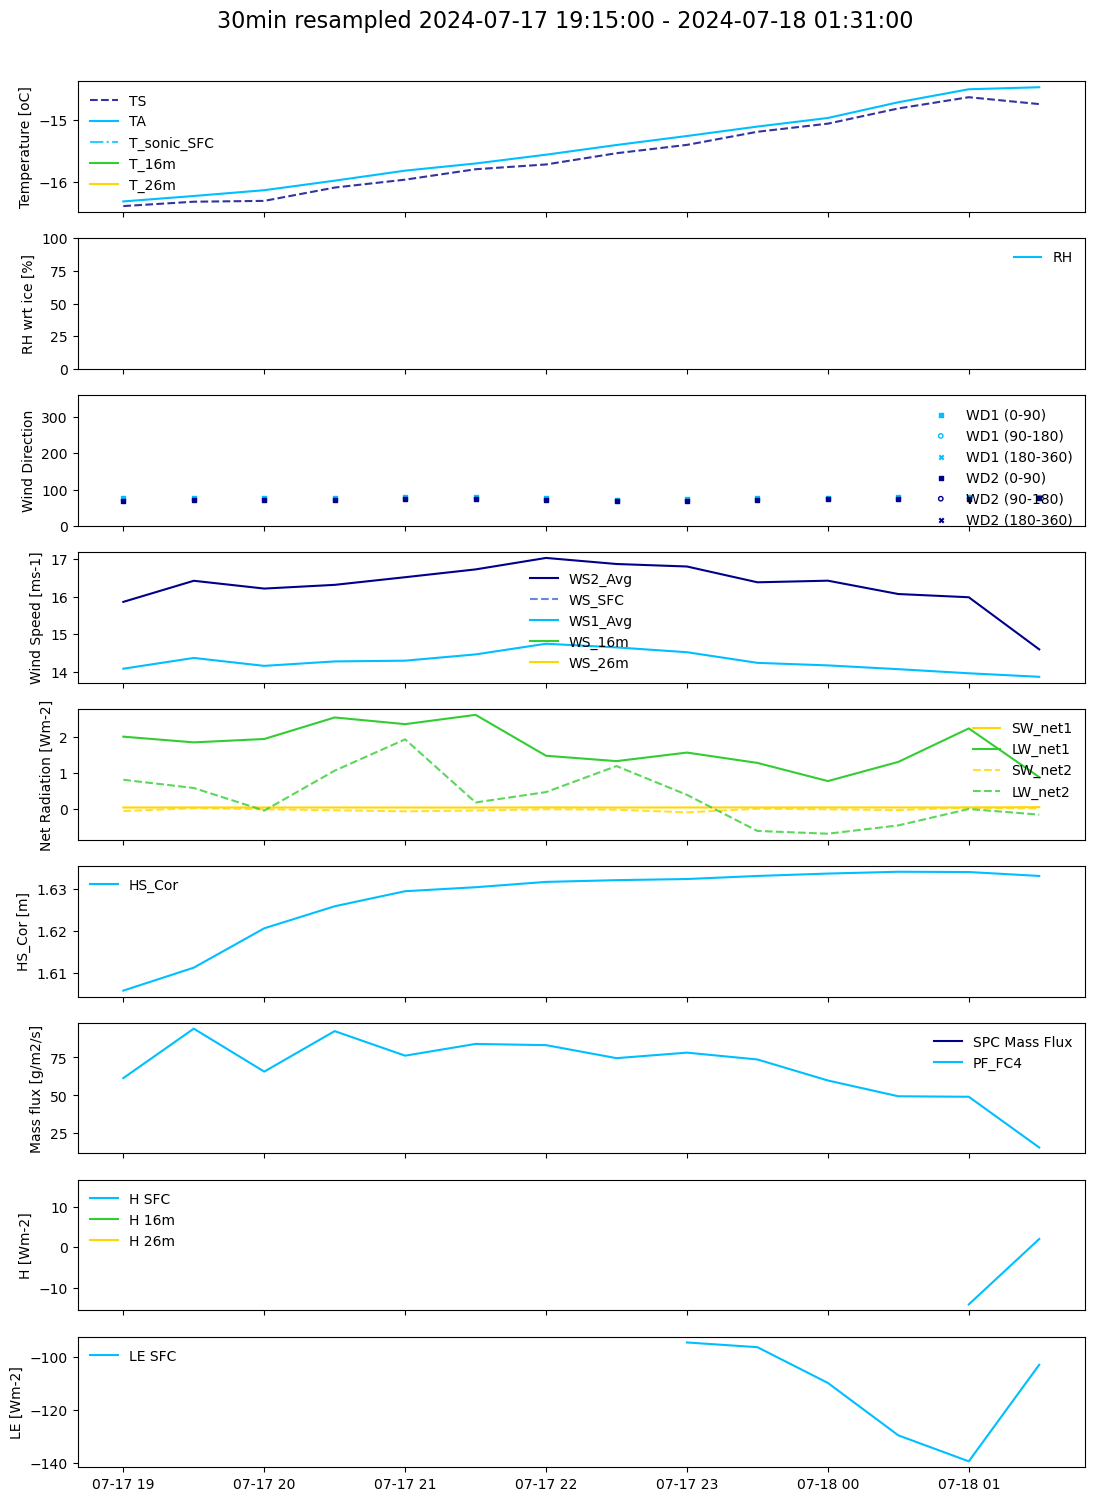 30min resampled 2024-07-17 19:15:00 - 2024-07-18 01:31:00
Temperature [oC]
−15
−16
TS
TA
T_sonic_SFC
T_16m
T_26m
RH wrt ice [%]
100
75
50
25
0
RH
Wind Direction
300
200
100
0
WD1 (0-90)
WD1 (90-180)
WD1 (180-360)
WD2 (0-90)
WD2 (90-180)
WD2 (180-360)
Wind Speed [ms-1]
17
16
15
14
WS2_Avg
WS_SFC
WS1_Avg
WS_16m
WS_26m
Net Radiation [Wm-2]
2
1
0
SW_net1
LW_net1
SW_net2
LW_net2
HS_Cor [m]
1.63
1.62
1.61
HS_Cor
Mass flux [g/m2/s]
75
50
25
SPC Mass Flux
PF_FC4
H [Wm-2]
10
0
−10
H SFC
H 16m
H 26m
LE [Wm-2]
−100
−120
−140
LE SFC
07-17 19
07-17 20
07-17 21
07-17 22
07-17 23
07-18 00
07-18 01